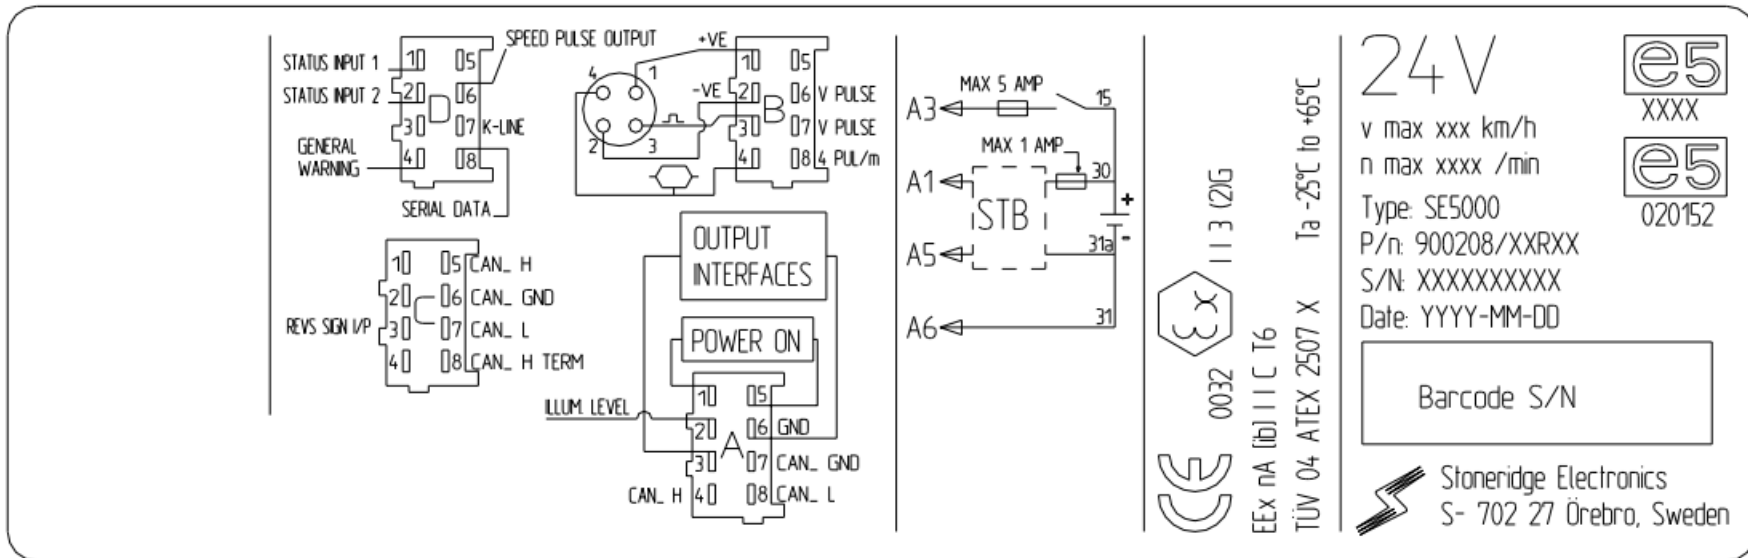 STATUS INPUT 1
STATUS INPUT 2
GENERAL
WARNING
SERIAL DATA
SPEED PULSE OUTPUT
K-LINE
1 5
2 6
3 7
4 8
D
4 1
2 3
+VE
-VE
1 5
2 6 V PULSE
3 7 V PULSE
4 8 4 PUL/m
B
REVS SIGN I/P
1 5 CAN_ H
2 6 CAN_ GND
3 7 CAN_ L
4 8 CAN_ H TERM
C
OUTPUT
INTERFACES
POWER ON
ILLUM. LEVEL
1 5
2 6 GND
3 7 CAN_ GND
CAN_ H 4 8 CAN_ L
A
MAX 5 AMP
A3 15
MAX 1 AMP
A1 30
STB
+
-
A5 31a
A6 31
CE 0032 εx II 3 (2)G
EEx nA [ib] IIC T6
TÜV 04 ATEX 2507 X Ta -25°C to +65°C
24V
v max xxx km/h
n max xxxx /min
Type: SE5000
P/n: 900208/XXRXX
S/N: XXXXXXXXXX
Date: YYYY-MM-DD
e5
XXXX
e5
020152
Barcode S/N
Stoneridge Electronics
S- 702 27 Örebro, Sweden